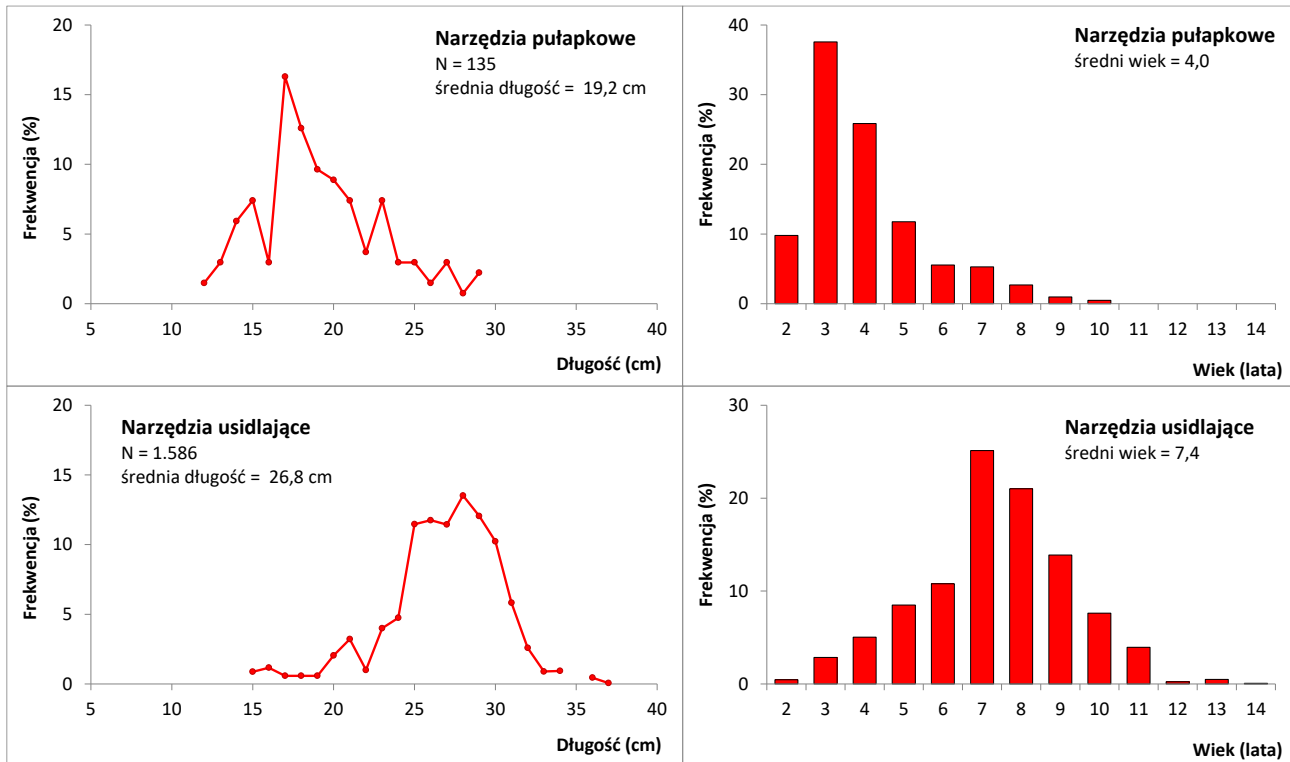 Narzędzia pułapkowe
N = 135
średnia długość = 19,2 cm
Frekwencja (%)
20
15
10
5
0
5 10 15 20 25 30 35 40
Długość (cm)
Narzędzia pułapkowe
średni wiek = 4,0
Frekwencja (%)
40
30
20
10
0
2 3 4 5 6 7 8 9 10 11 12 13 14
Wiek (lata)
Narzędzia usidlające
N = 1.586
średnia długość = 26,8 cm
Frekwencja (%)
20
15
10
5
0
5 10 15 20 25 30 35 40
Długość (cm)
Narzędzia usidlające
średni wiek = 7,4
Frekwencja (%)
30
20
10
0
2 3 4 5 6 7 8 9 10 11 12 13 14
Wiek (lata)